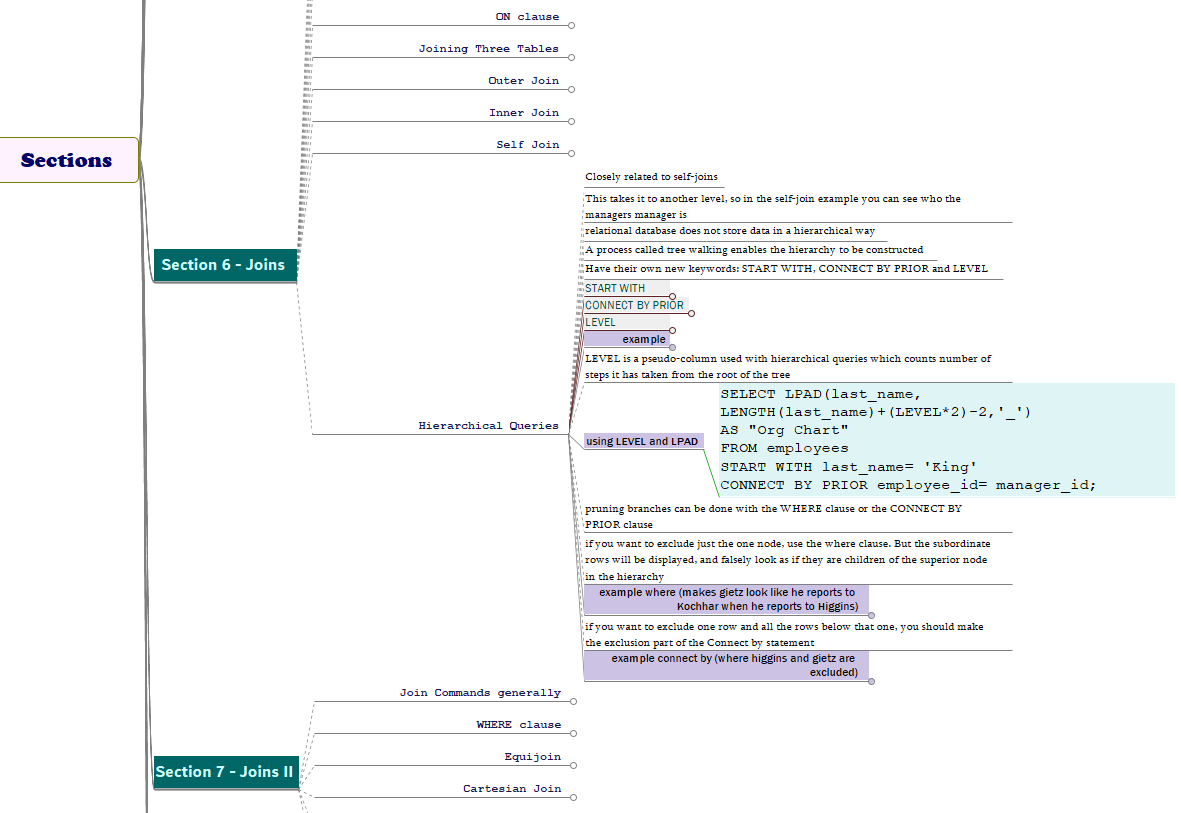 ON clause
Joining Three Tables
Outer Join
Inner Join
Self Join
Sections
Closely related to self-joins
This takes it to another level, so in the self-join example you can see who the
managers manager is
relational database does not store data in a hierarchical way
A process called tree walking enables the hierarchy to be constructed
Have their own new keywords: START WITH, CONNECT BY PRIOR and LEVEL
START WITH
CONNECT BY PRIOR
LEVEL
example
LEVEL is a pseudo-column used with hierarchical queries which counts number of
steps it has taken from the root of the tree
Section 6 - Joins
Hierarchical Queries
using LEVEL and LPAD
SELECT LPAD(last_name,
LENGTH(last_name)+(LEVEL*2)-2,'_')
AS "Org Chart"
FROM employees
START WITH last_name= 'King'
CONNECT BY PRIOR employee_id= manager_id;
pruning branches can be done with the WHERE clause or the CONNECT BY
PRIOR clause
if you want to exclude just the one node, use the where clause. But the subordinate
rows will be displayed, and falsely look as if they are children of the superior node
in the hierarchy
example where (makes gietz look like he reports to
Kochhar when he reports to Higgins)
if you want to exclude one row and all the rows below that one, you should make
the exclusion part of the Connect by statement
example connect by (where higgins and gietz are
excluded)
Join Commands generally
WHERE clause
Equijoin
Section 7 - Joins II
Cartesian Join